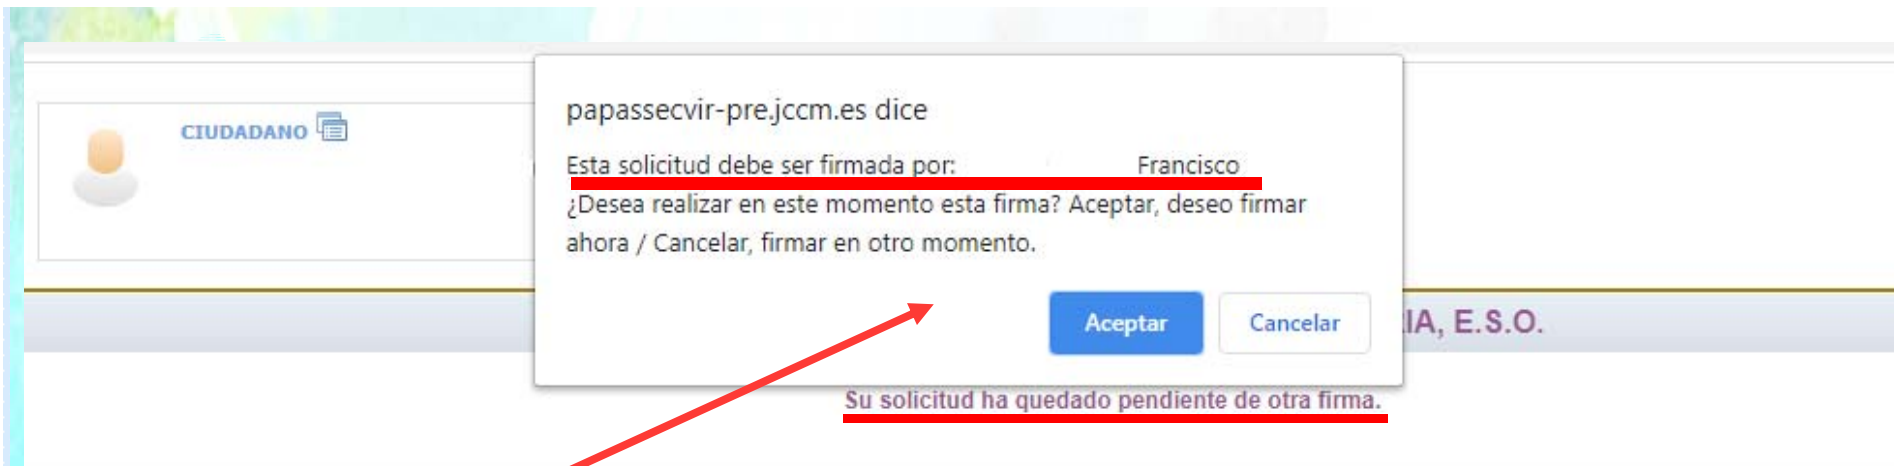 CIUDADANO
papassecvir-pre.jccm.es dice
Esta solicitud debe ser firmada por: Francisco
¿Desea realizar en este momento esta firma? Aceptar, deseo firmar
ahora / Cancelar, firmar en otro momento.
Aceptar Cancelar
IA, E.S.O.
Su solicitud ha quedado pendiente de otra firma.